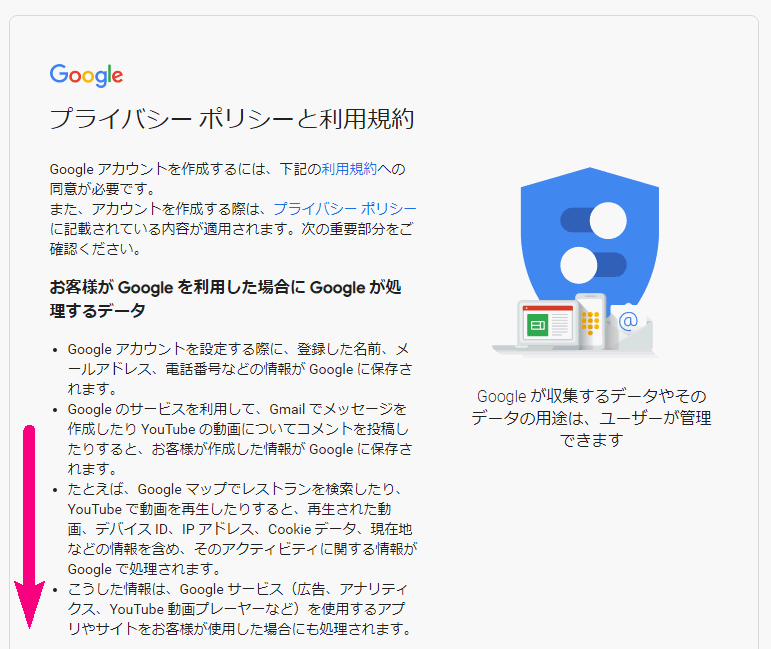 Google
プライバシー ポリシーと利用規約
Google アカウントを作成するには、下記の利用規約への
同意が必要です。
また、アカウントを作成する際は、プライバシー ポリシー
に記載されている内容が適用されます。次の重要部分をご
確認ください。
お客様が Google を利用した場合に Google が処
理するデータ
• Google アカウントを設定する際に、登録した名前、メ
ールアドレス、電話番号などの情報が Google に保存さ
れます。
• Google のサービスを利用して、Gmail でメッセージを
作成したり YouTube の動画についてコメントを投稿し
たりすると、お客様が作成した情報が Google に保存さ
れます。
• たとえば、Google マップでレストランを検索したり、
YouTube で動画を再生したりすると、再生された動
画、デバイス ID、IP アドレス、Cookie データ、現在地
などの情報を含め、そのアクティビティに関する情報が
Google で処理されます。
• こうした情報は、Google サービス（広告、アナリティ
クス、YouTube 動画プレーヤーなど）を使用するアプ
リやサイトをお客様が使用した場合にも処理されます。
@
Google が収集するデータやその
データの用途は、ユーザーが管理
できます